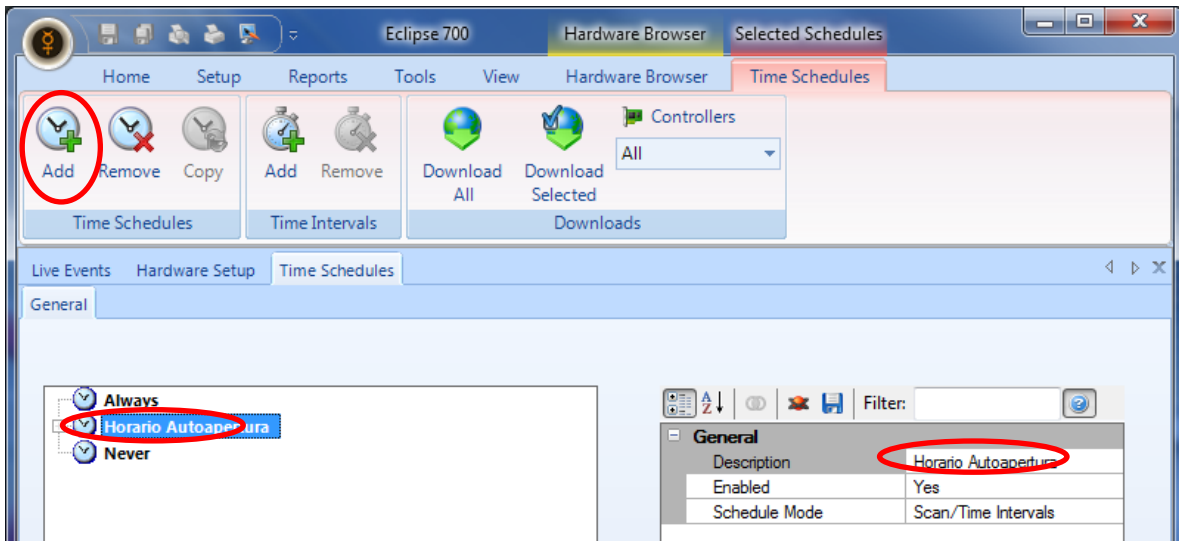 Eclipse 700 Hardware Browser Selected Schedules
Home Setup Reports Tools View Hardware Browser Time Schedules
Controllers
All
Add Remove Copy Add Remove Download All Download Selected
Time Schedules Time Intervals Downloads
Live Events Hardware Setup Time Schedules
General
Filter:
Always
Horario Autoapertura
Never
General
Description Horario Autoapertura
Enabled Yes
Schedule Mode Scan/Time Intervals